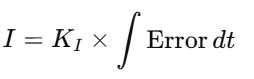 I = K_I × ∫ Error dt